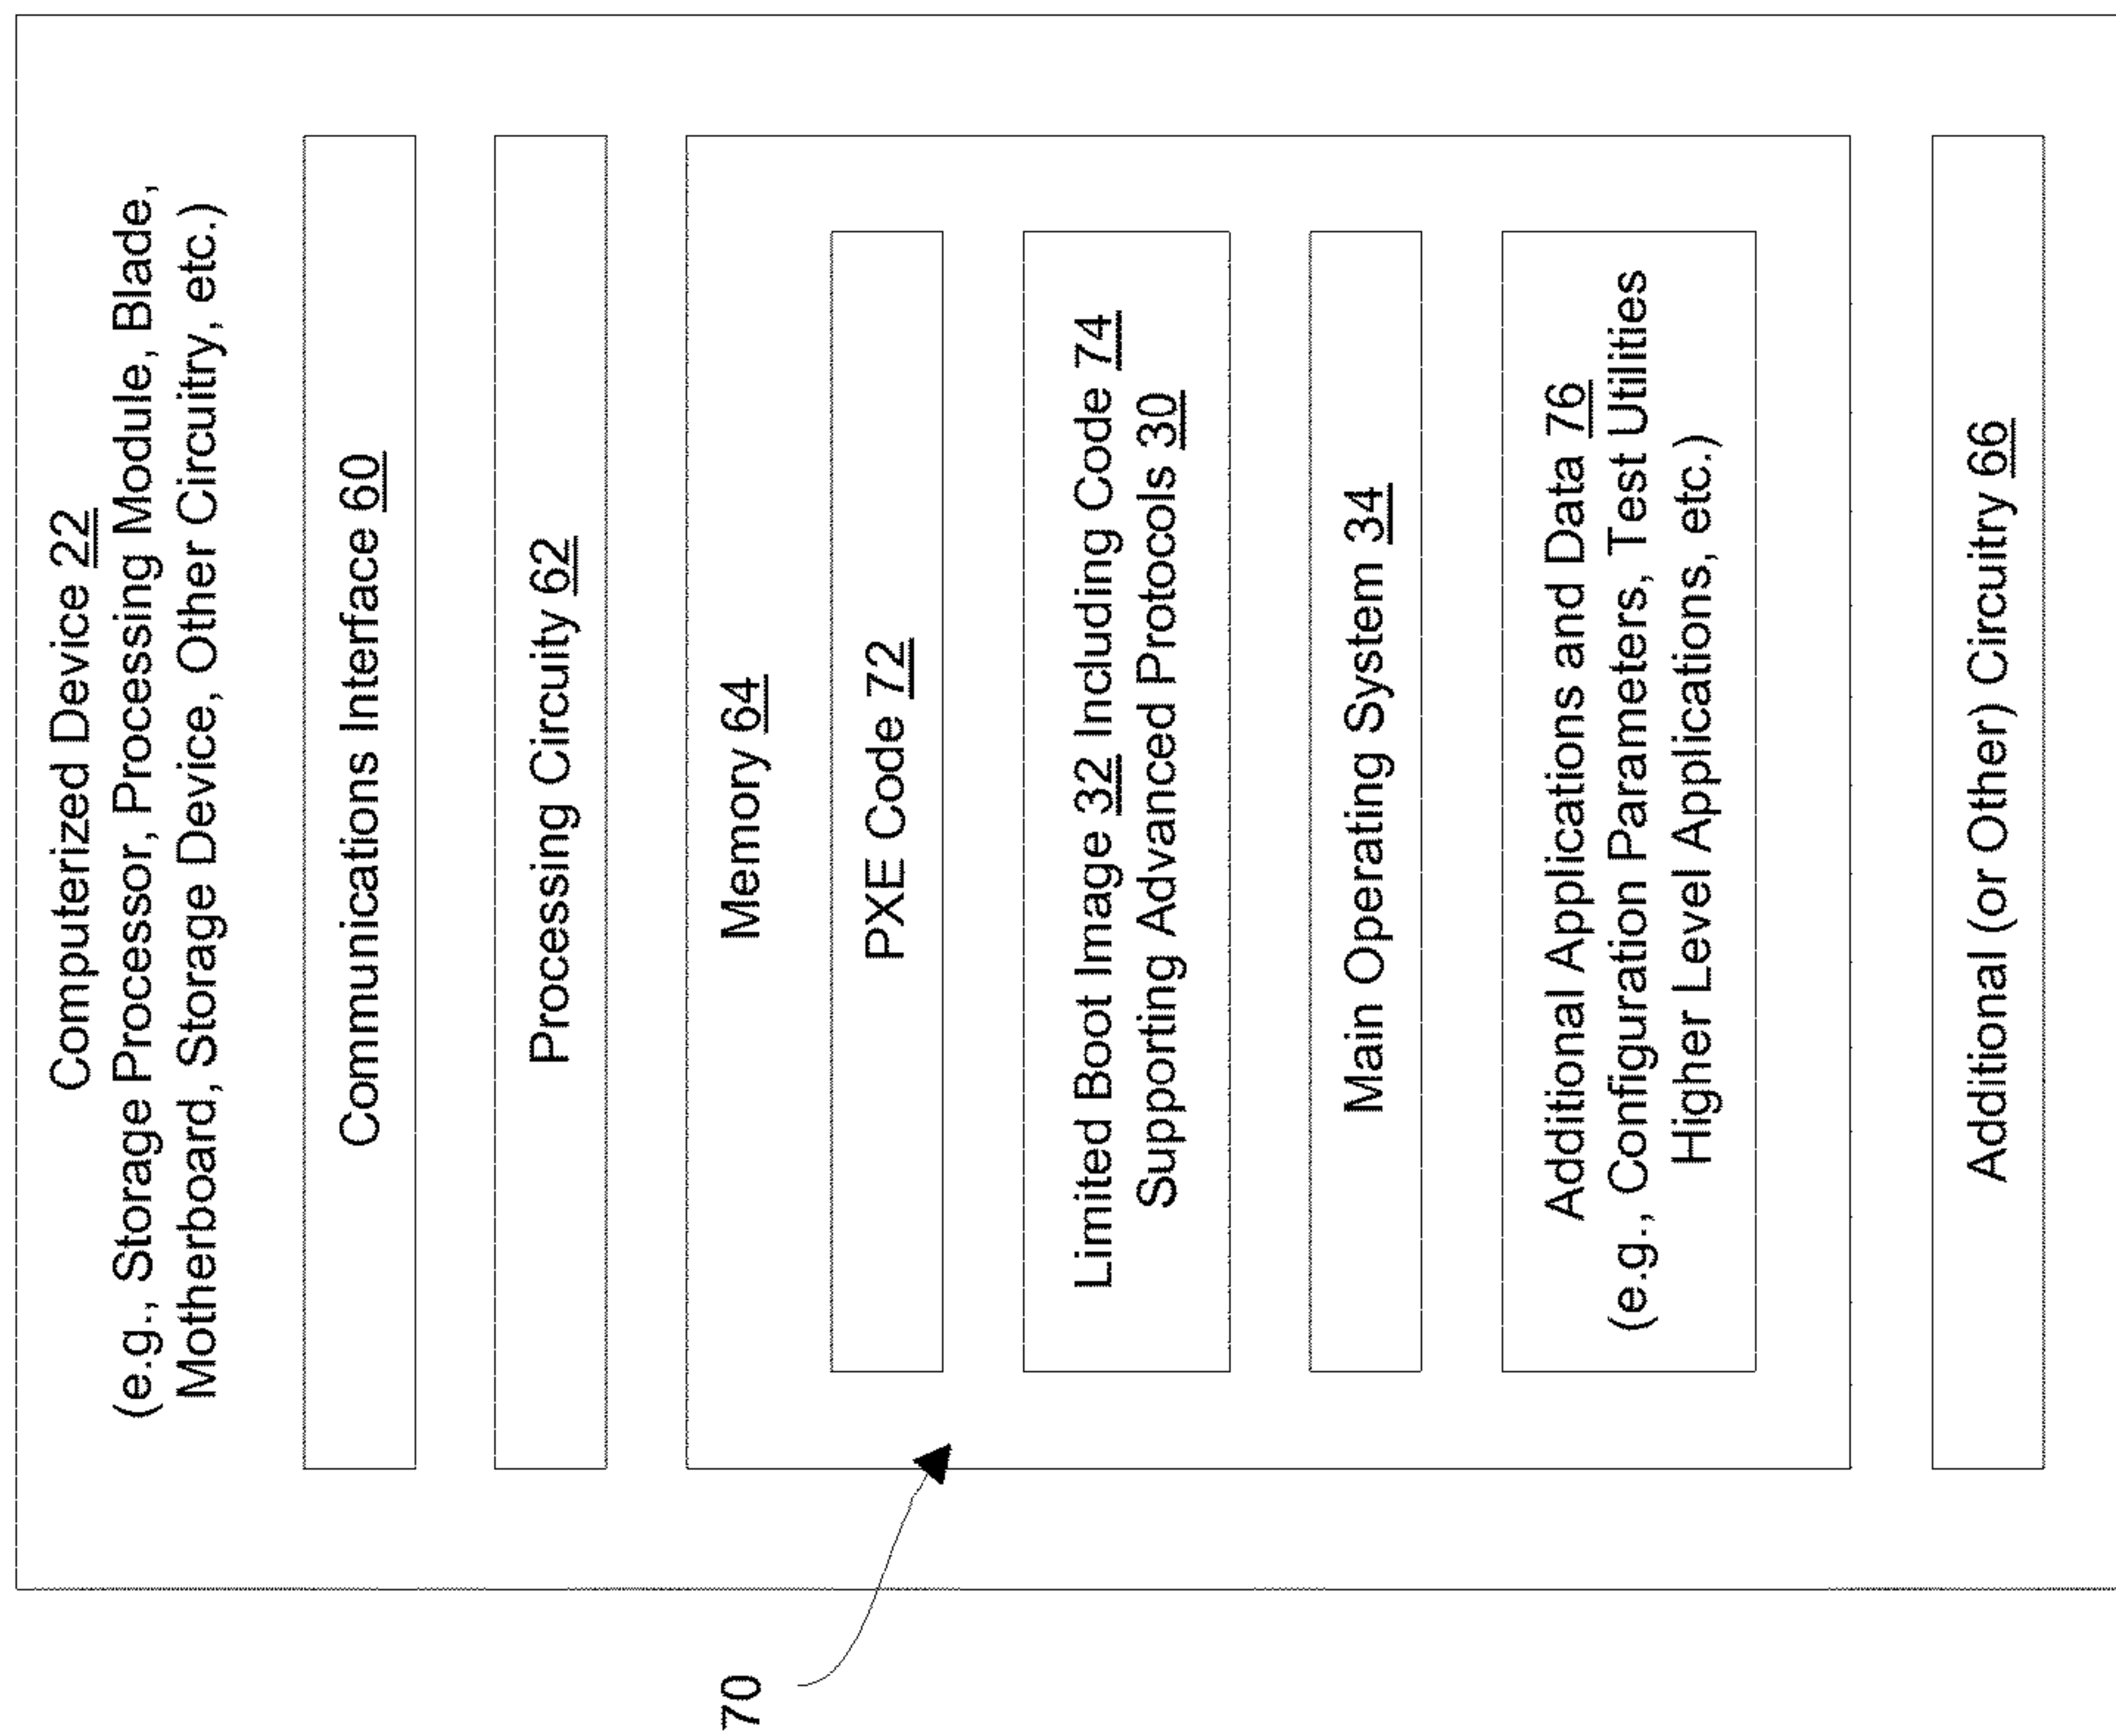 Computerized Device 22
(e.g., Storage Processor, Processing Module, Blade,
Motherboard, Storage Device, Other Circuitry, etc.)
Communications Interface 60
Processing Circuity 62
Memory 64
70
PXE Code 72
Limited Boot Image 32 Including Code 74
Supporting Advanced Protocols 30
Main Operating System 34
Additional Applications and Data 76
(e.g., Configuration Parameters, Test Utilities
Higher Level Applications, etc.)
Additional (or Other) Circuitry 66